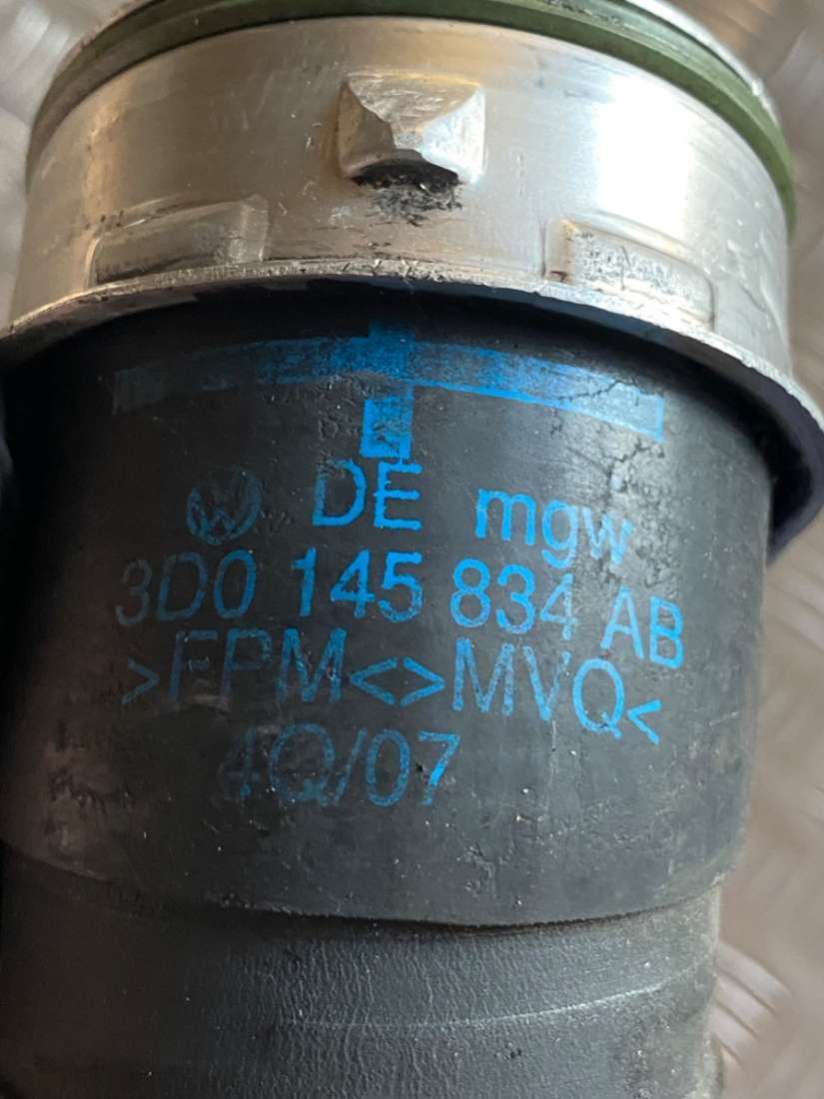 DE mgw
3D0 145 834 AB
>FPM<>MVQ<
4Q/07